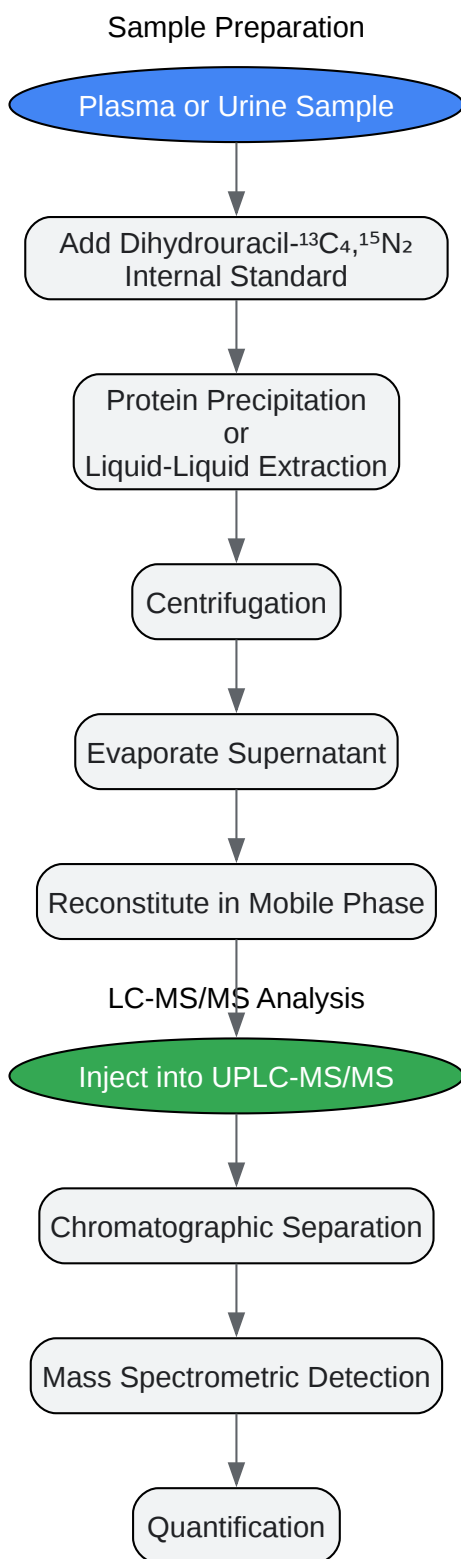 Sample Preparation
Plasma or Urine Sample
Add Dihydrouracil-¹³C₄,¹⁵N₂
Internal Standard
Protein Precipitation
or
Liquid-Liquid Extraction
Centrifugation
Evaporate Supernatant
Reconstitute in Mobile Phase
LC-MS/MS Analysis
Inject into UPLC-MS/MS
Chromatographic Separation
Mass Spectrometric Detection
Quantification